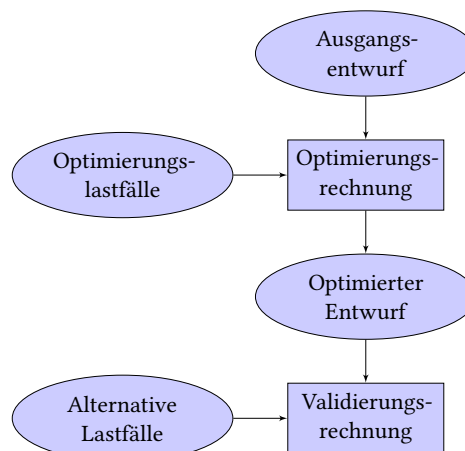 Ausgangs-
entwurf
Optimierungs-
lastfälle
Optimierungs-
rechnung
Optimierter
Entwurf
Alternative
Lastfälle
Validierungs-
rechnung